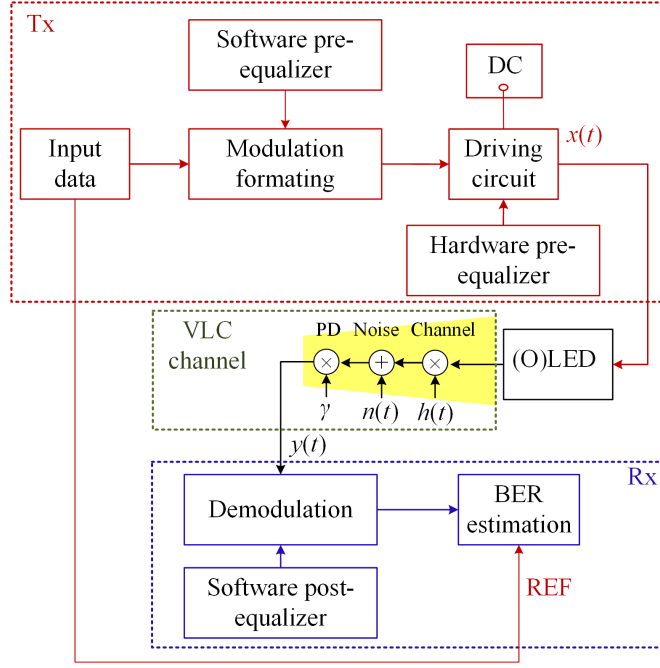 Tx
Software pre-
equalizer
DC
Input
data
Modulation
formating
Driving
circuit
x(t)
Hardware pre-
equalizer
VLC
channel
PD Noise Channel
(O)LED
× + ×
γ n(t) h(t)
y(t)
Rx
Demodulation
BER
estimation
Software post-
equalizer
REF